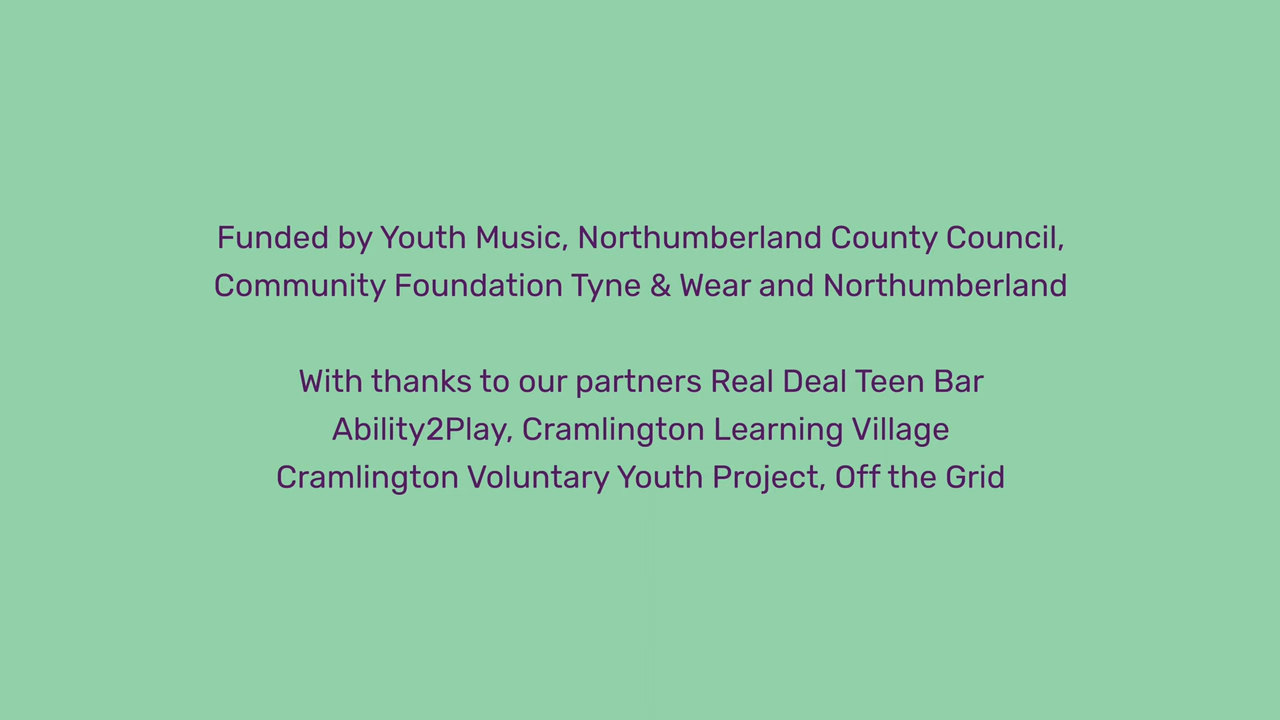 Funded by Youth Music, Northumberland County Council,
Community Foundation Tyne & Wear and Northumberland
With thanks to our partners Real Deal Teen Bar
Ability2Play, Cramlington Learning Village
Cramlington Voluntary Youth Project, Off the Grid